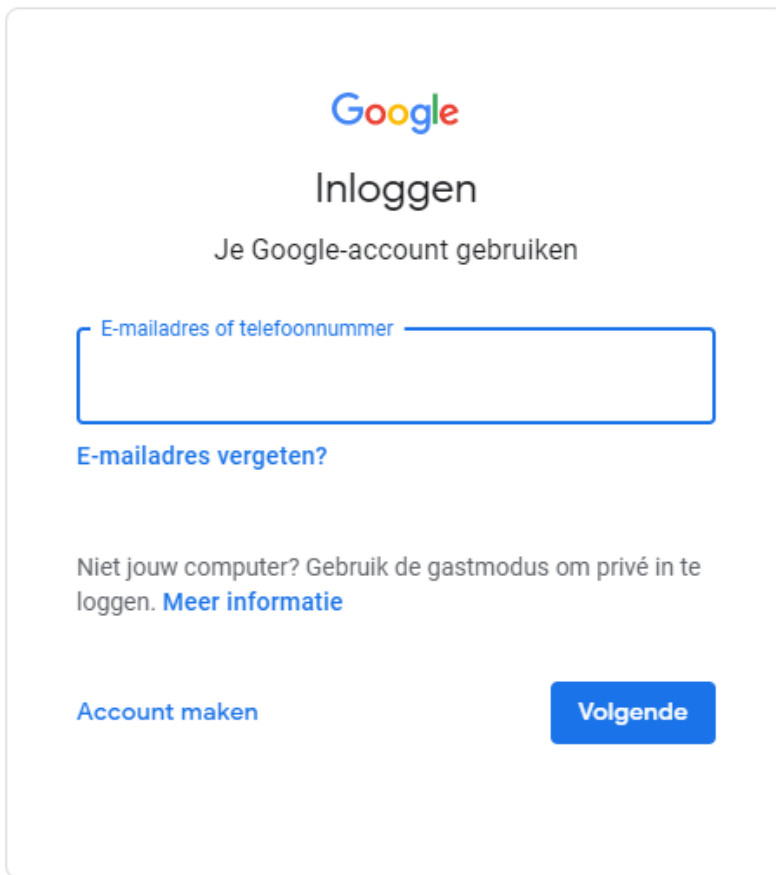 Google
Inloggen
Je Google-account gebruiken
E-mailadres of telefoonnummer
E-mailadres vergeten?
Niet jouw computer? Gebruik de gastmodus om privé in te
loggen. Meer informatie
Account maken
Volgende